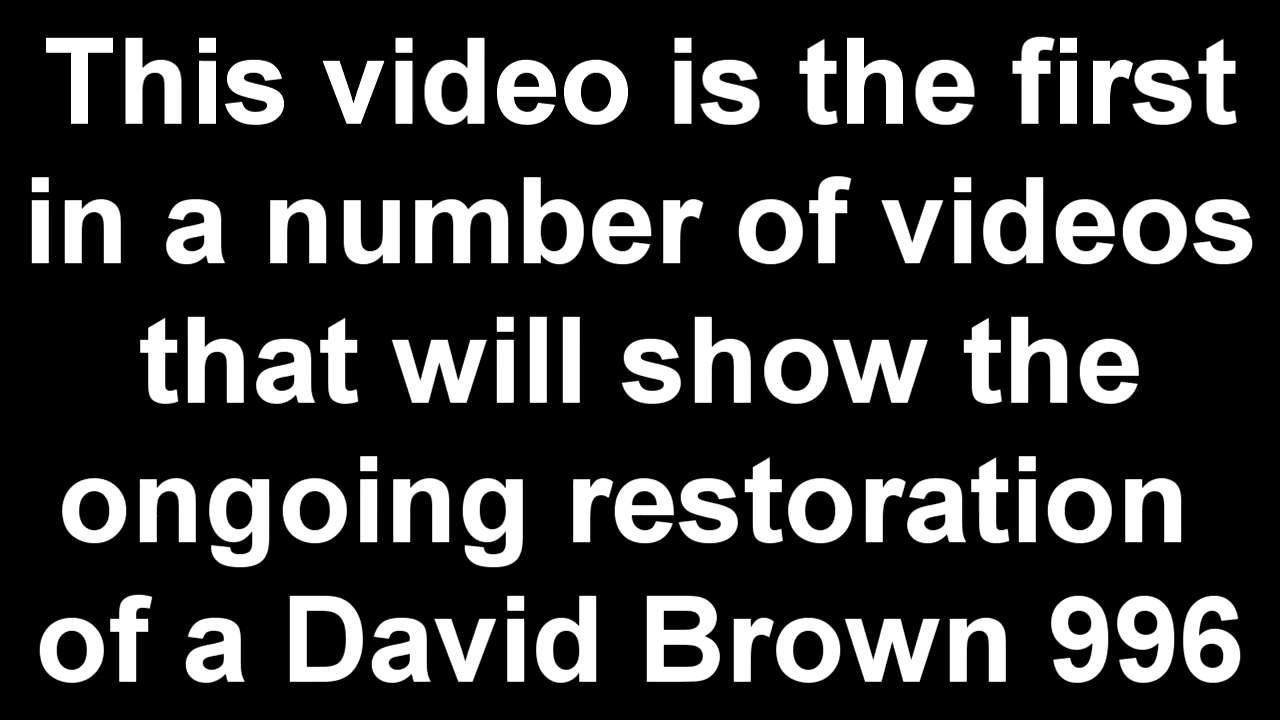 This video is the first
in a number of videos
that will show the
ongoing restoration
of a David Brown 996